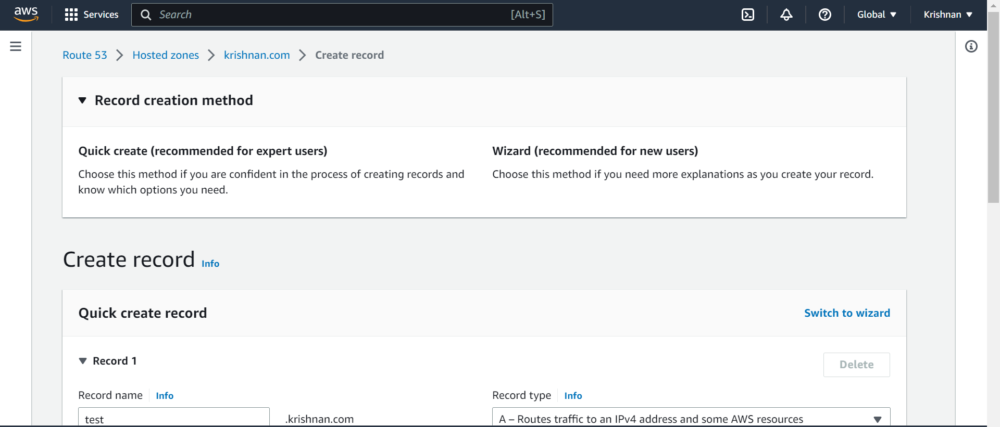 aws Services Search [Alt+S] Global Krishnan
Route 53 Hosted zones krishnan.com Create record
Record creation method
Quick create (recommended for expert users)
Choose this method if you are confident in the process of creating records and
know which options you need.
Wizard (recommended for new users)
Choose this method if you need more explanations as you create your record.
Create record Info
Quick create record Switch to wizard
Record 1 Delete
Record name Info
test .krishnan.com
Record type Info
A – Routes traffic to an IPv4 address and some AWS resources